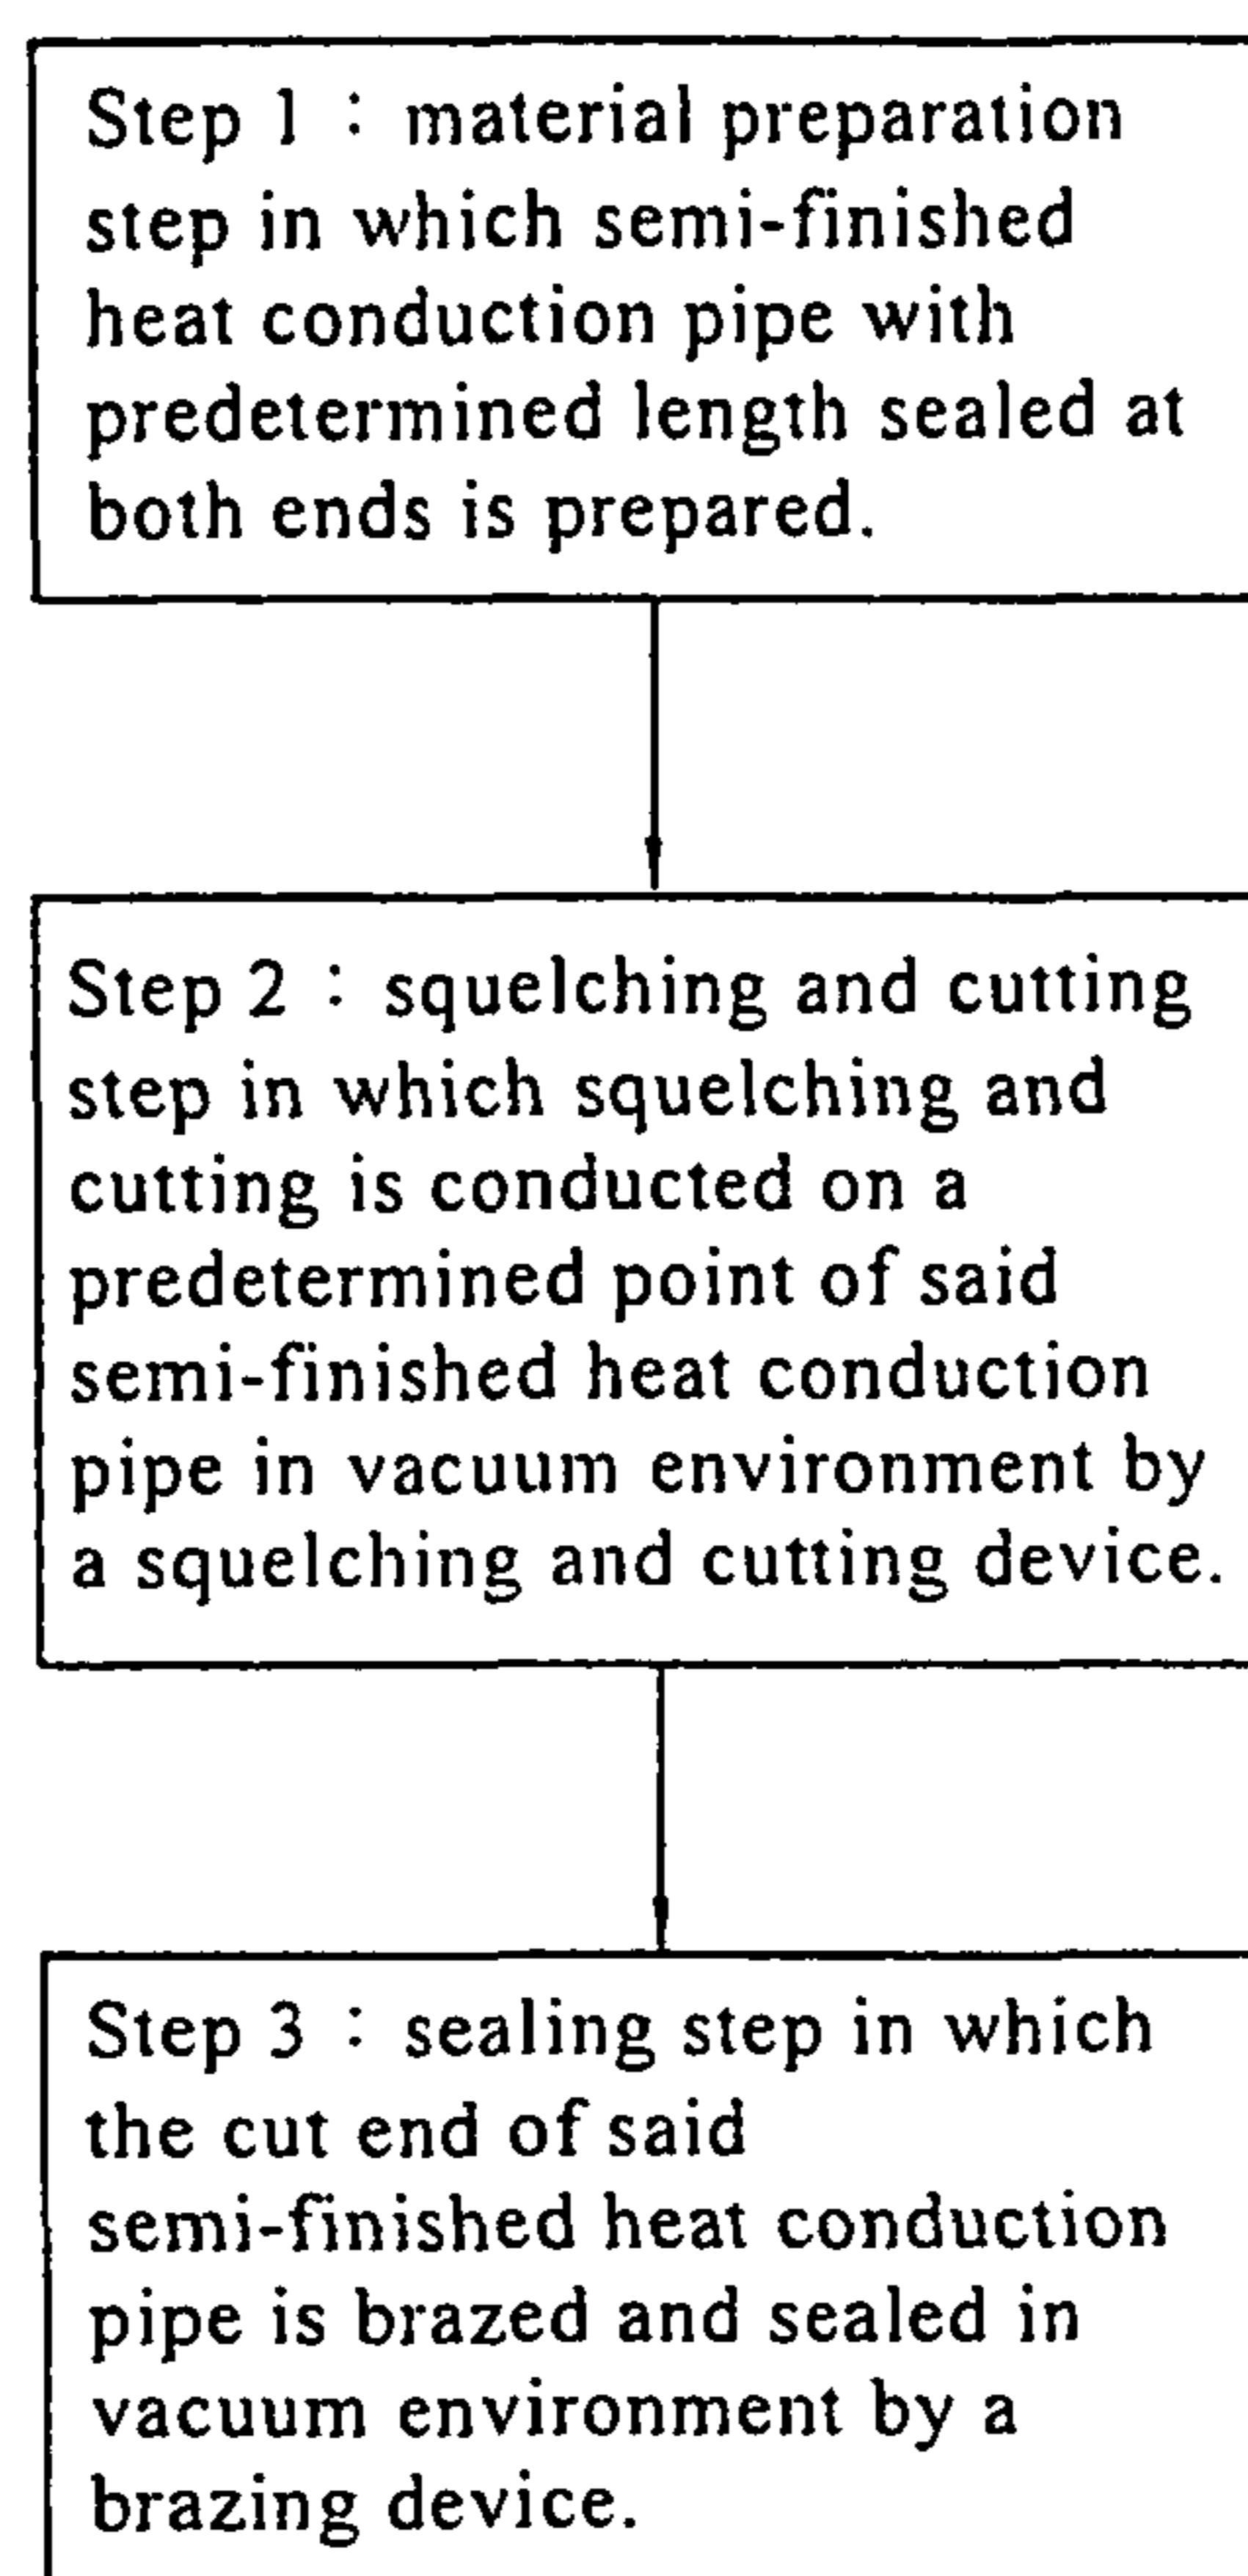 Step 1 : material preparation
step in which semi-finished
heat conduction pipe with
predetermined length sealed at
both ends is prepared.
Step 2 : squelching and cutting
step in which squelching and
cutting is conducted on a
predetermined point of said
semi-finished heat conduction
pipe in vacuum environment by
a squelching and cutting device.
Step 3 : sealing step in which
the cut end of said
semi-finished heat conduction
pipe is brazed and sealed in
vacuum environment by a
brazing device.